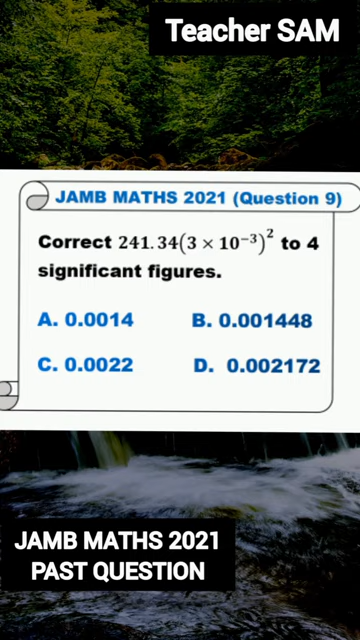 Teacher SAM
JAMB MATHS 2021 (Question 9)
Correct 241.34(3 × 10⁻³)² to 4
significant figures.
A. 0.0014 B. 0.001448
C. 0.0022 D. 0.002172
JAMB MATHS 2021
PAST QUESTION